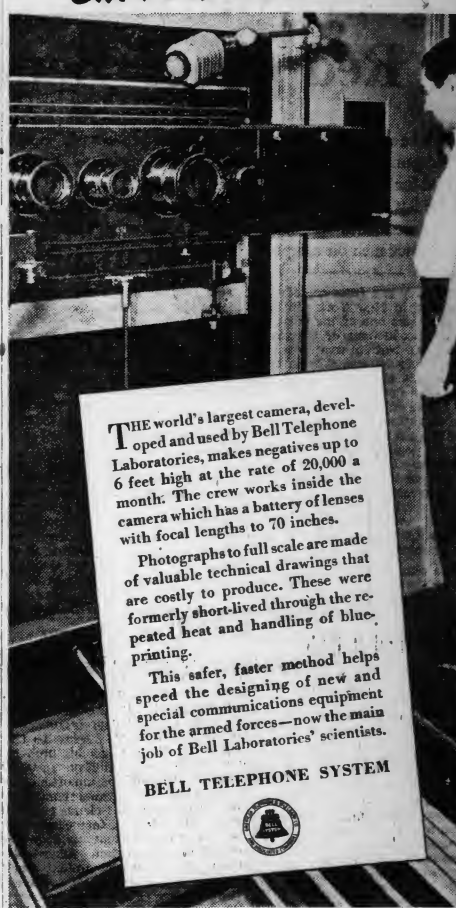 THE world's largest camera, devel-
oped and used by Bell Telephone
Laboratories, makes negatives up to
6 feet high at the rate of 20,000 a
month. The crew works inside the
camera which has a battery of lenses
with focal lengths to 70 inches.
Photographs to full scale are made
of valuable technical drawings that
are costly to produce. These were
formerly short-lived through the re-
peated heat and handling of blue-
printing.
This safer, faster method helps
speed the designing of new and
special communications equipment
for the armed forces—now the main
job of Bell Laboratories' scientists.
BELL TELEPHONE SYSTEM
BELL
SYSTEM